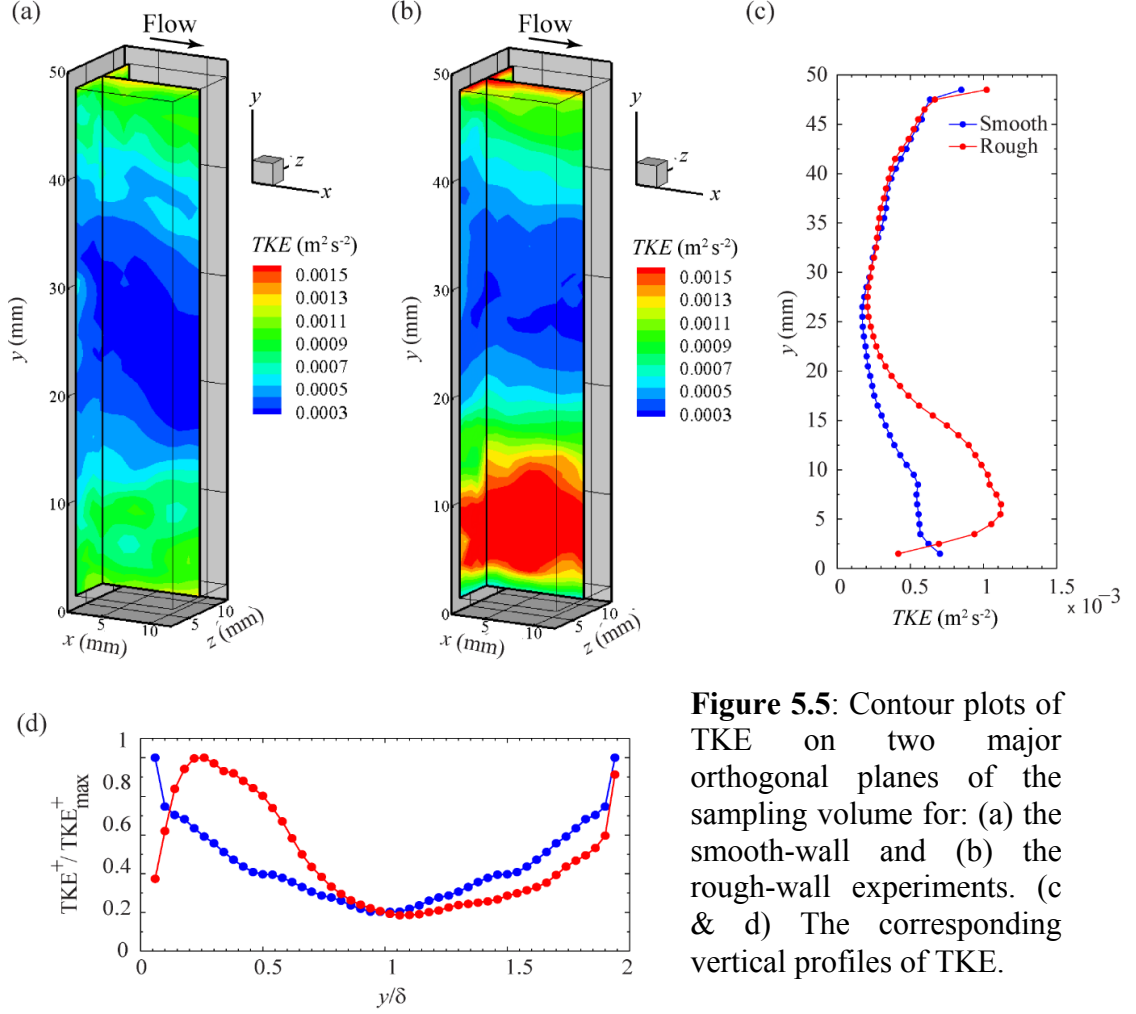 (a)
Flow
50
40
30
20
10
0
y (mm)
5
10
x (mm)
5
10
z (mm)
y
z
x
TKE (m² s⁻²)
0.0015
0.0013
0.0011
0.0009
0.0007
0.0005
0.0003
(b)
Flow
50
40
30
20
10
0
y (mm)
5
10
x (mm)
5
10
z (mm)
y
z
x
TKE (m² s⁻²)
0.0015
0.0013
0.0011
0.0009
0.0007
0.0005
0.0003
(c)
50
45
40
35
30
25
20
15
10
5
0
y (mm)
Smooth
Rough
0
0.5
1
1.5
× 10⁻³
TKE (m² s⁻²)
(d)
1
0.8
0.6
0.4
0.2
0
TKE⁺/ TKE⁺max
0
0.5
1
1.5
2
y/δ
Figure 5.5: Contour plots of
TKE on two major
orthogonal planes of the
sampling volume for: (a) the
smooth-wall and (b) the
rough-wall experiments. (c
& d) The corresponding
vertical profiles of TKE.